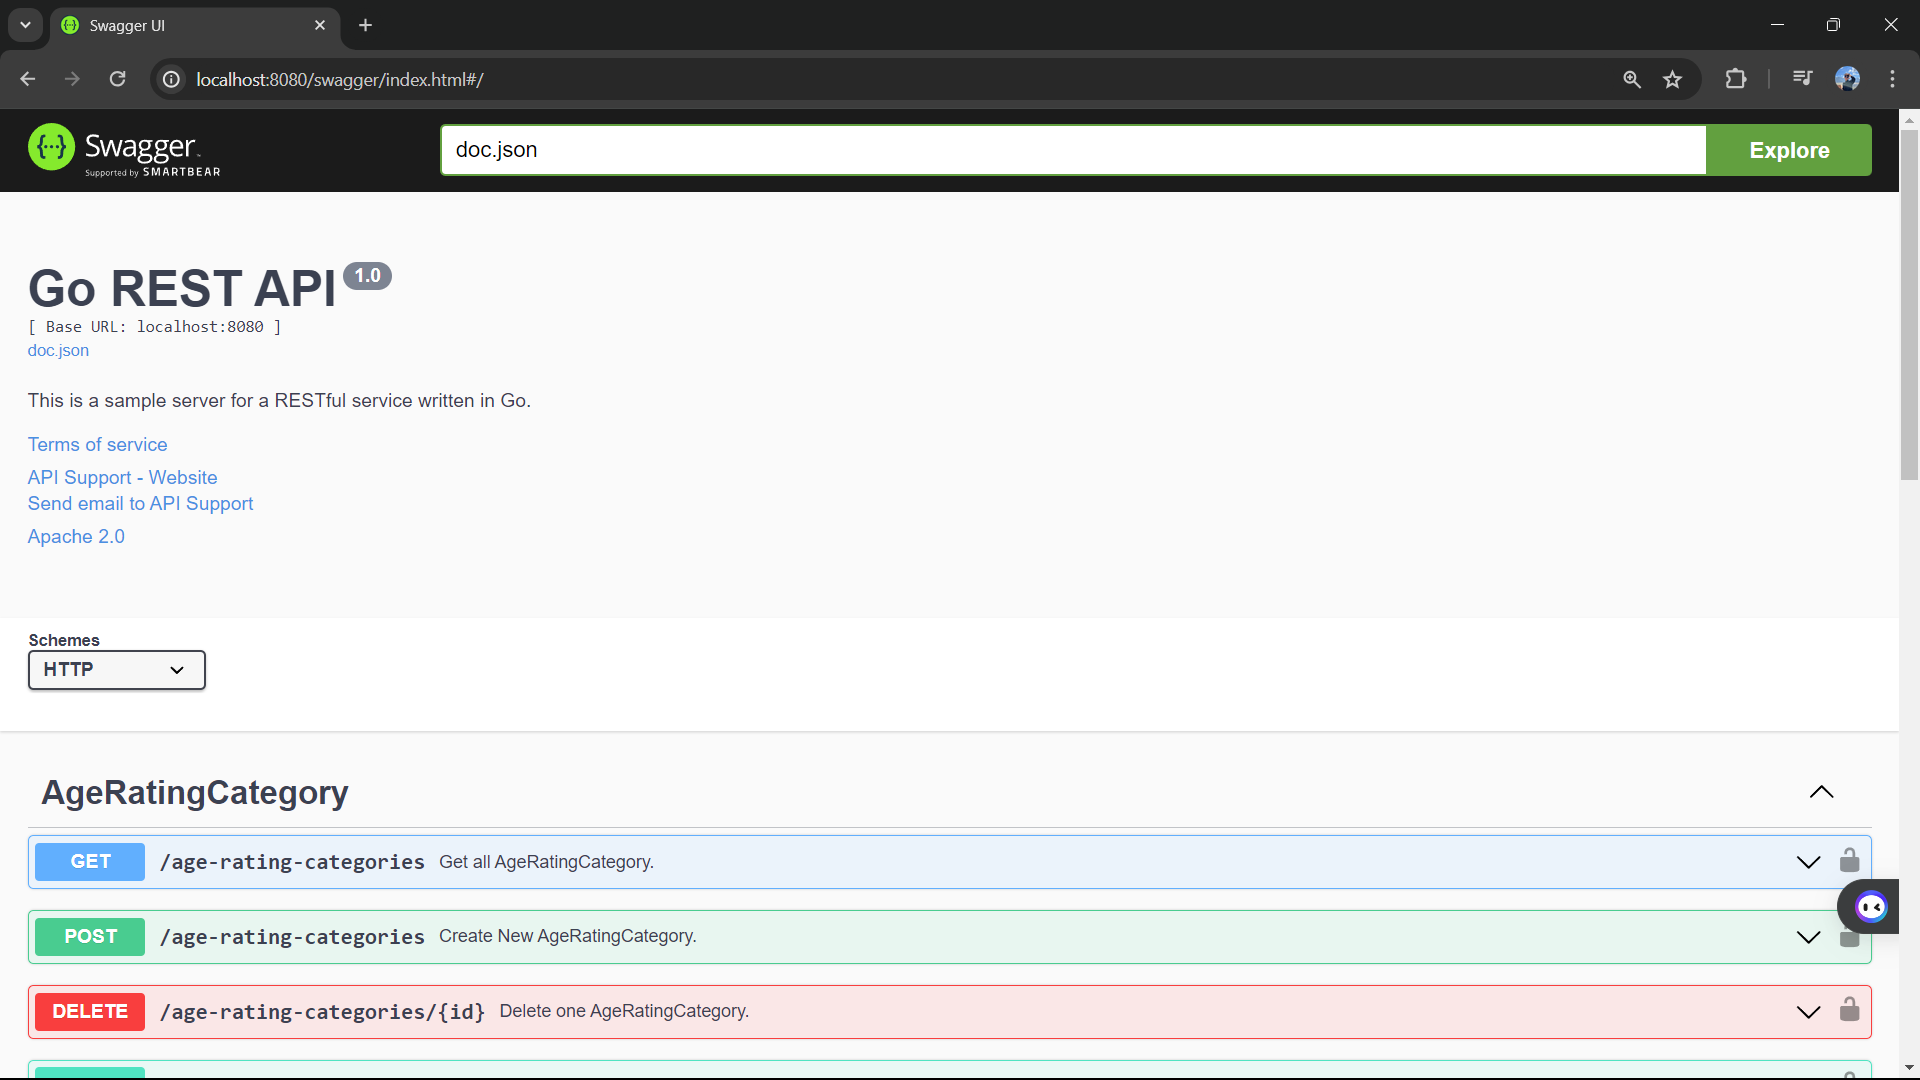 Swagger UI
localhost:8080/swagger/index.html#/
Swagger
Supported by SMARTBEAR
doc.json
Explore
Go REST API 1.0
[ Base URL: localhost:8080 ]
doc.json
This is a sample server for a RESTful service written in Go.
Terms of service
API Support - Website
Send email to API Support
Apache 2.0
Schemes
HTTP
AgeRatingCategory
GET /age-rating-categories Get all AgeRatingCategory.
POST /age-rating-categories Create New AgeRatingCategory.
DELETE /age-rating-categories/{id} Delete one AgeRatingCategory.